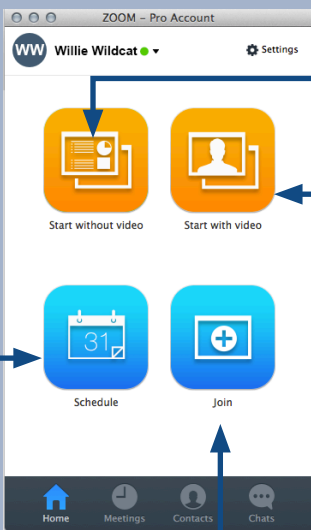 ZOOM - Pro Account
WW Willie Wildcat Settings
Start without video Start with video
31
Schedule Join
Home Meetings Contacts Chats